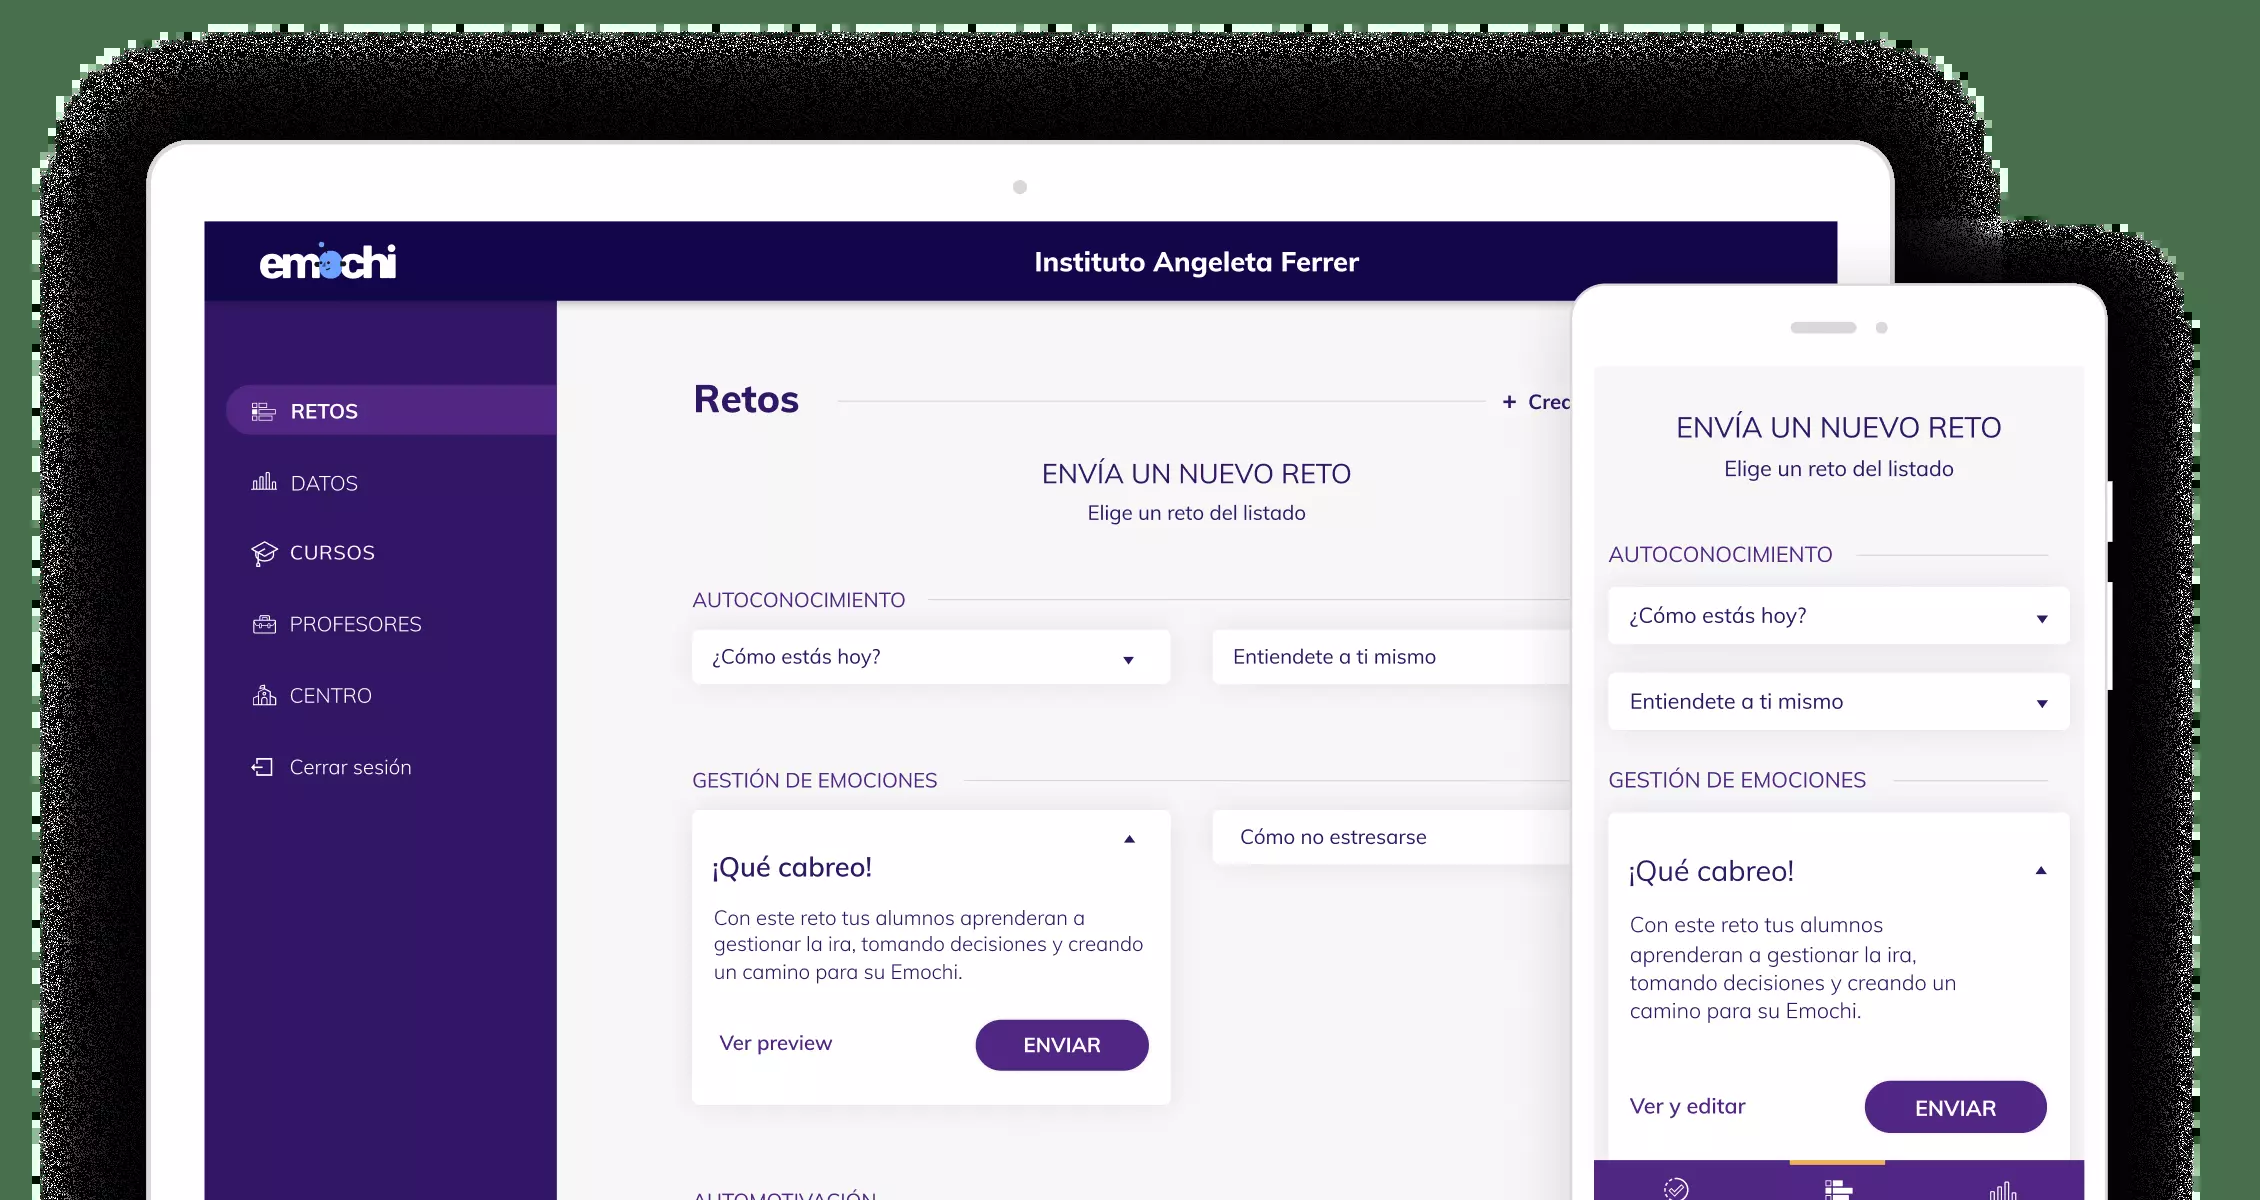 emochi
Instituto Angeleta Ferrer
RETOS
DATOS
CURSOS
PROFESORES
CENTRO
Cerrar sesión
Retos
+ Crea
ENVÍA UN NUEVO RETO
Elige un reto del listado
AUTOCONOCIMIENTO
¿Cómo estás hoy?
Entiendete a ti mismo
GESTIÓN DE EMOCIONES
¡Qué cabreo!
Con este reto tus alumnos aprenderan a
gestionar la ira, tomando decisiones y creando
un camino para su Emochi.
Ver preview
ENVIAR
Cómo no estresarse
AUTOMOTIVACIÓN
ENVÍA UN NUEVO RETO
Elige un reto del listado
AUTOCONOCIMIENTO
¿Cómo estás hoy?
Entiendete a ti mismo
GESTIÓN DE EMOCIONES
¡Qué cabreo!
Con este reto tus alumnos
aprenderan a gestionar la ira,
tomando decisiones y creando un
camino para su Emochi.
Ver y editar
ENVIAR